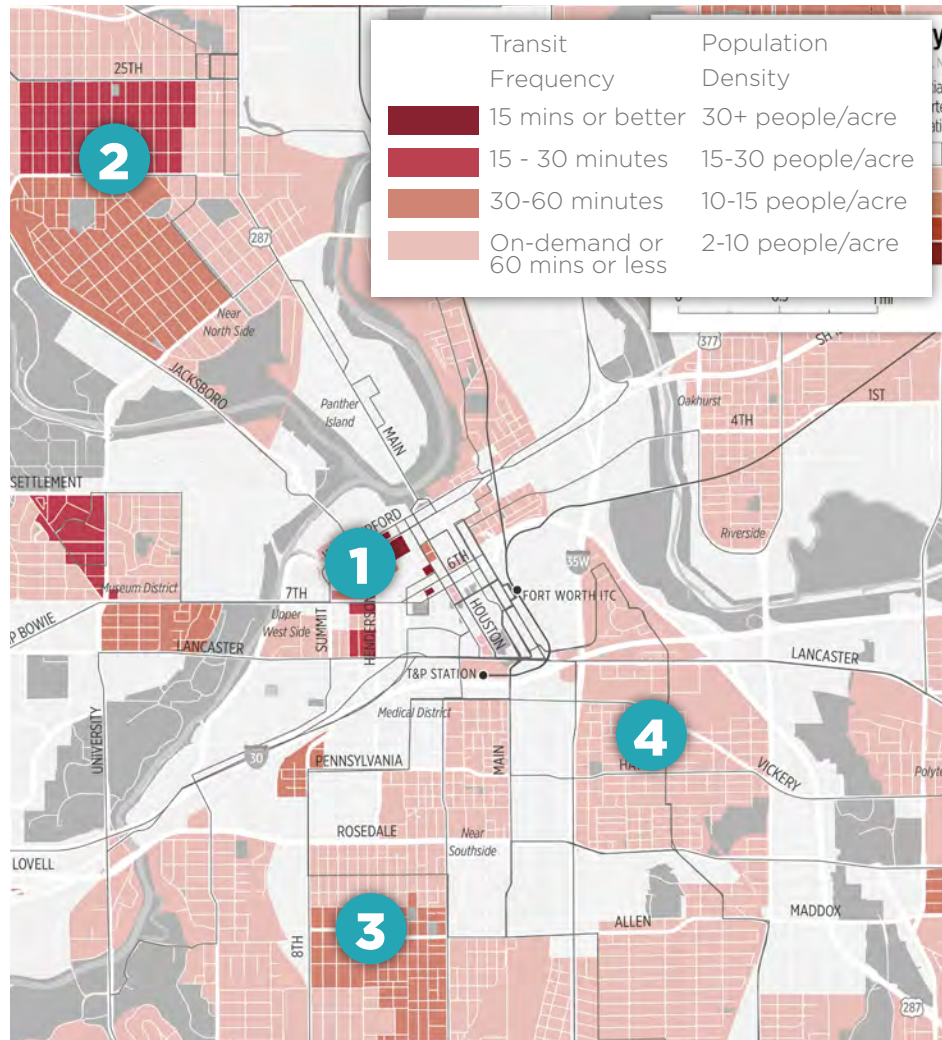 Transit Frequency
Population Density
15 mins or better
30+ people/acre
15 - 30 minutes
15-30 people/acre
30-60 minutes
10-15 people/acre
On-demand or
60 mins or less
2-10 people/acre
25TH
2
287
Near
North Side
377
JACKSBORO
Panther
Island
MAIN
Oakhurst
1ST
4TH
SETTLEMENT
1
6TH
35W
Riverside
Museum District
7TH
FORT WORTH ITC
Upper
West Side
SUMMIT
HENDERSON
HOUSTON
BOWIE
LANCASTER
LANCASTER
T&P STATION
Medical District
UNIVERSITY
4
30
PENNSYLVANIA
MAIN
VICKERY
ROSEDALE
Near
Southside
LOVELL
3
8TH
ALLEN
MADDOX
287